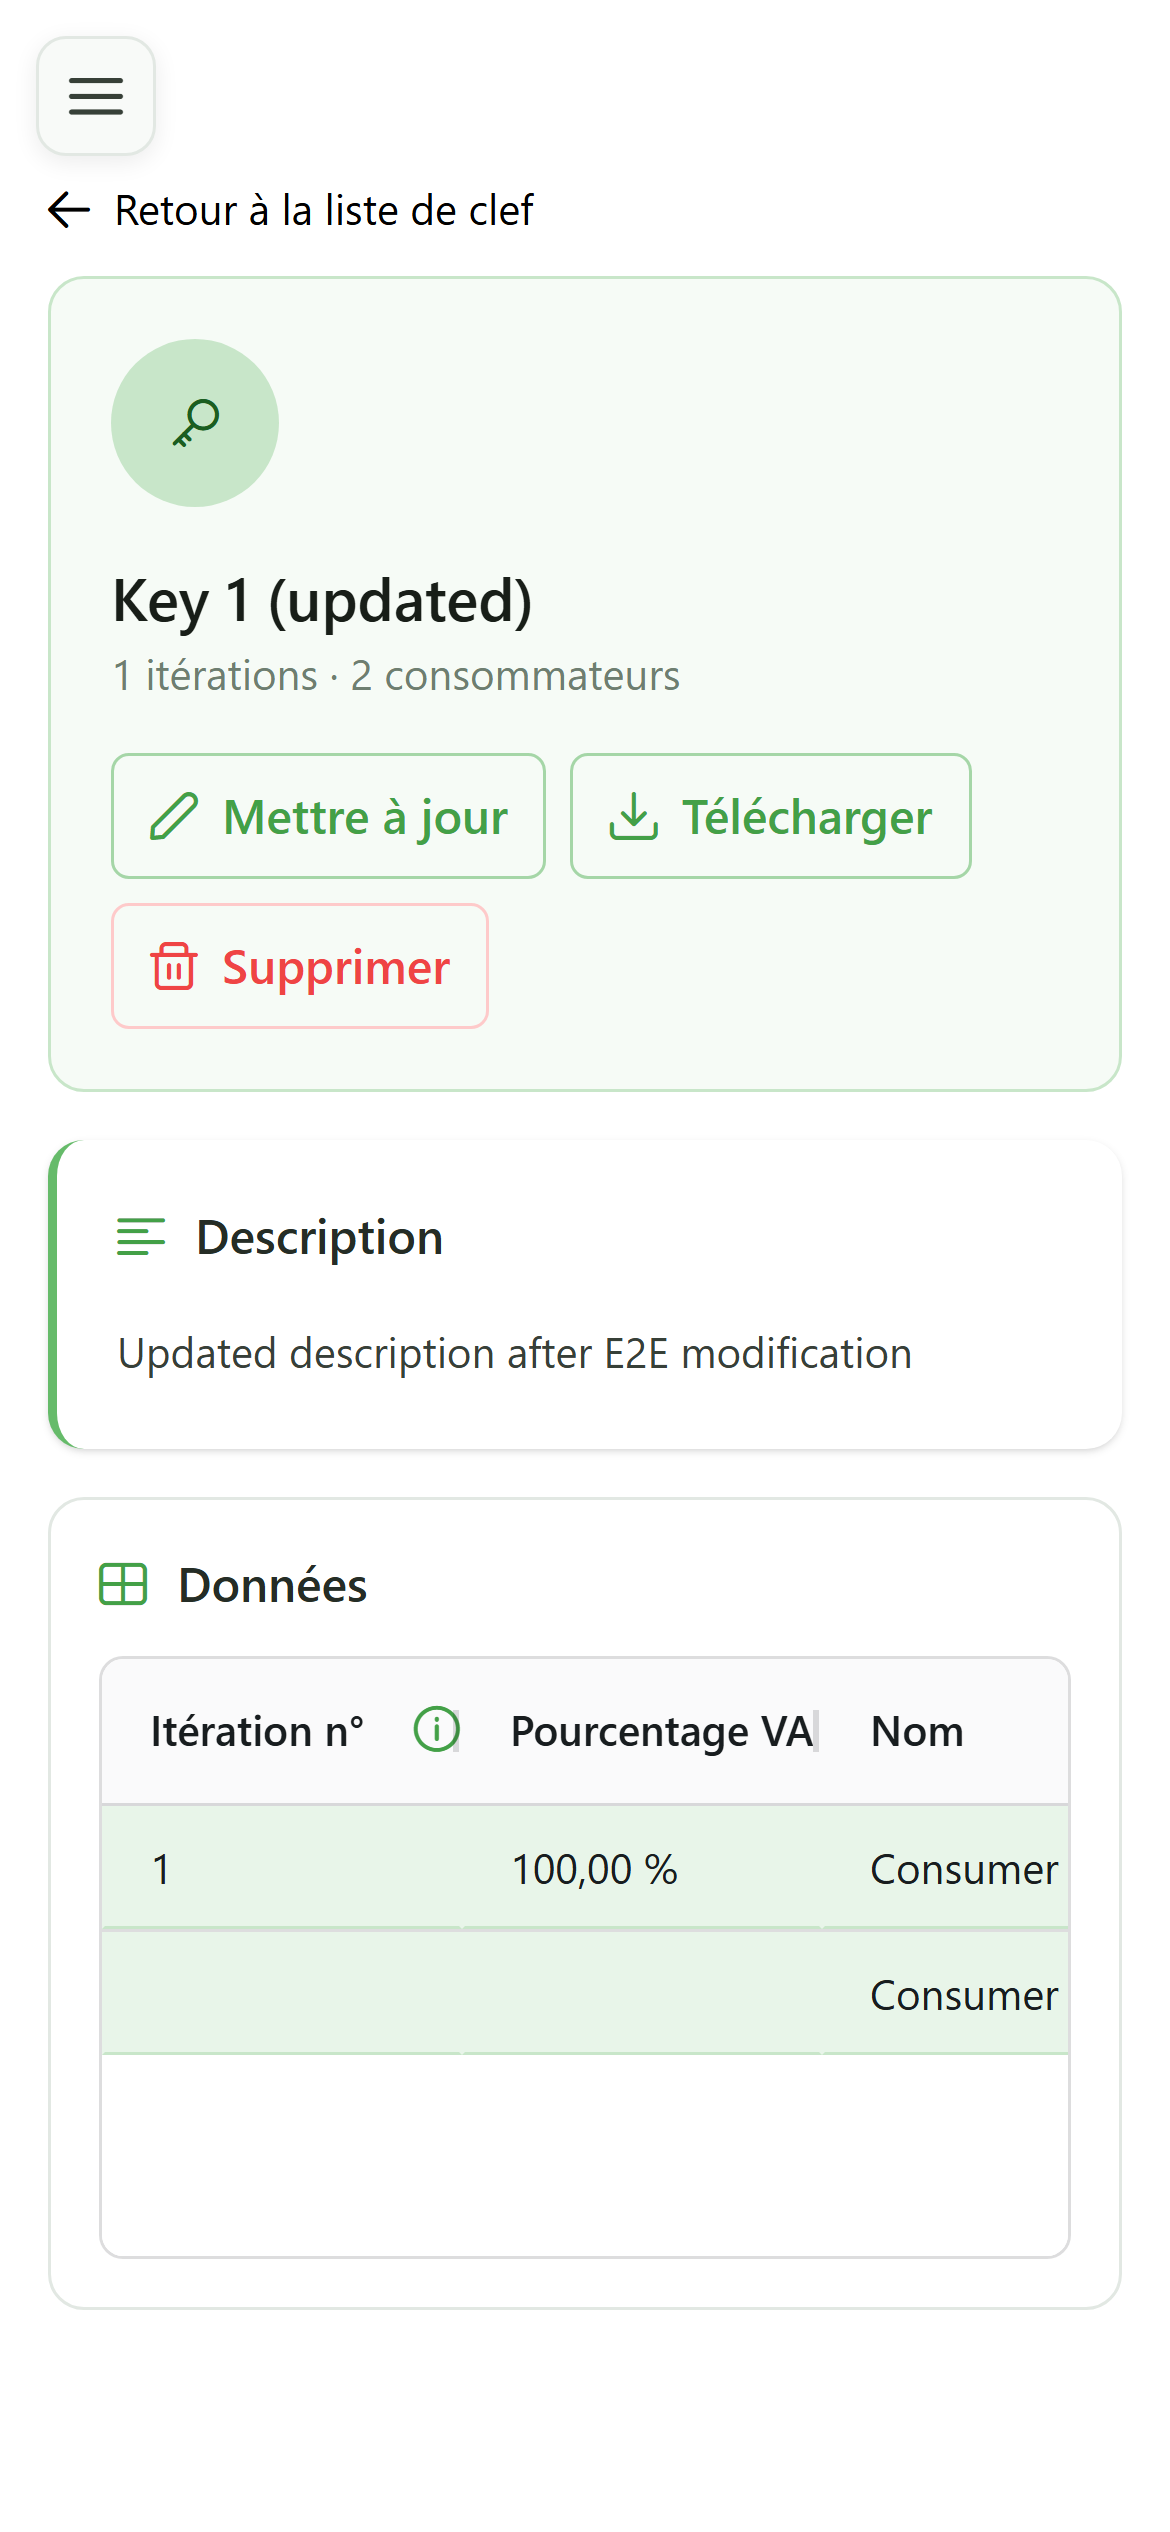 Retour à la liste de clef
Key 1 (updated)
1 itérations · 2 consommateurs
Mettre à jour
Télécharger
Supprimer
Description
Updated description after E2E modification
Données
Itération n° Pourcentage VA Nom
1 100,00 % Consumer
Consumer